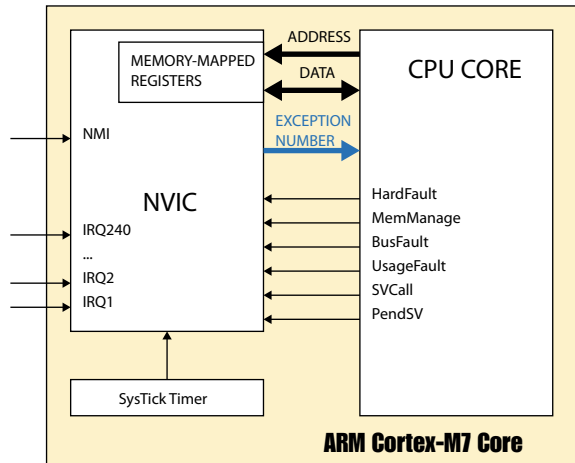 ADDRESS
MEMORY-MAPPED
REGISTERS
DATA
CPU CORE
EXCEPTION
NUMBER
NMI
NVIC
HardFault
MemManage
IRQ240
BusFault
...
UsageFault
IRQ2
SVCall
IRQ1
PendSV
SysTick Timer
ARM Cortex-M7 Core